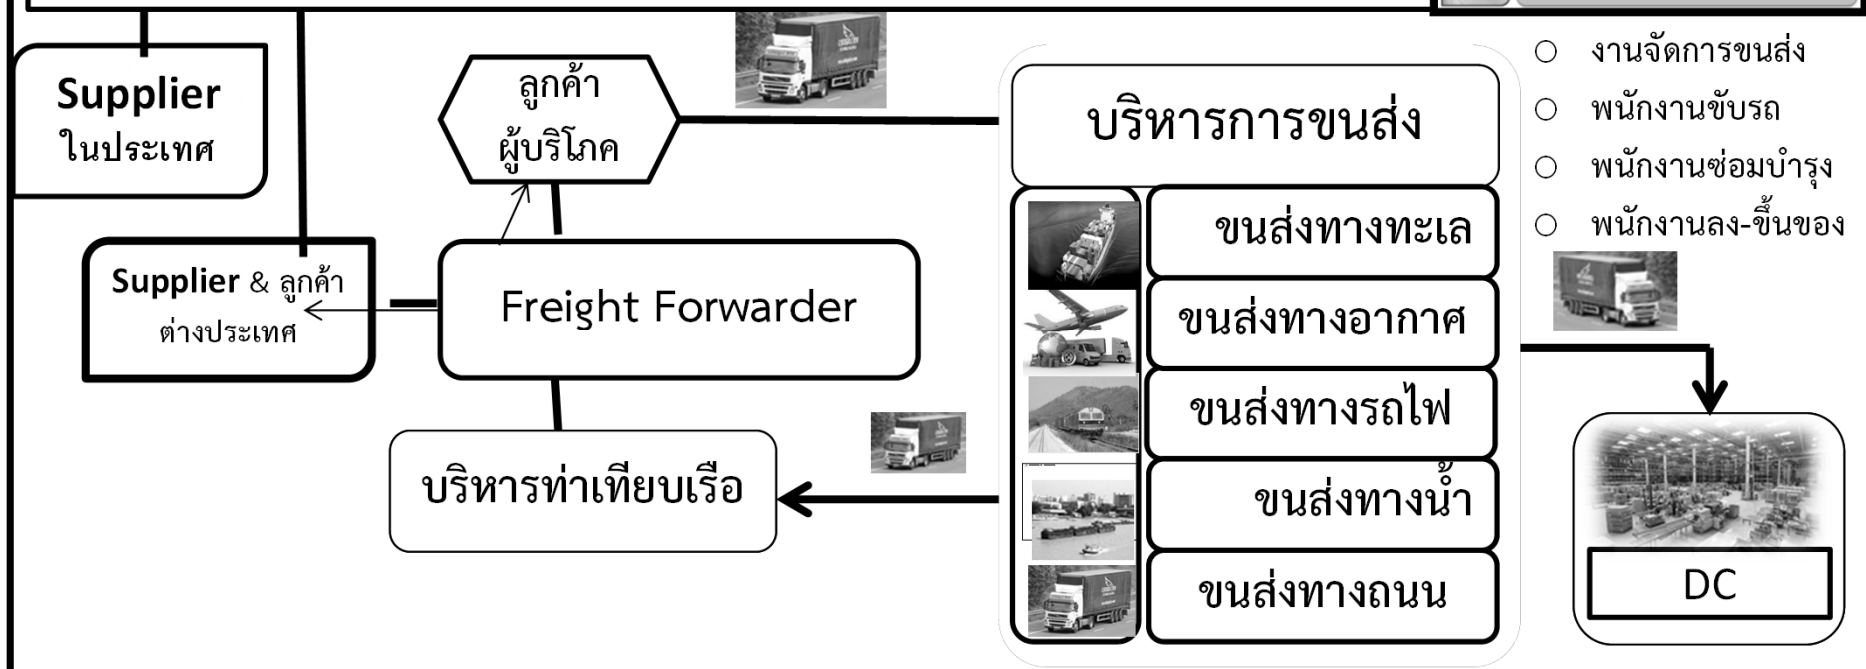 Supplier
ในประเทศ
ลูกค้า
ผู้บริโภค
Supplier & ลูกค้า
ต่างประเทศ
Freight Forwarder
บริหารท่าเทียบเรือ
บริหารการขนส่ง
ขนส่งทางทะเล
ขนส่งทางอากาศ
ขนส่งทางรถไฟ
ขนส่งทางน้ำ
ขนส่งทางถนน
○ งานจัดการขนส่ง
○ พนักงานขับรถ
○ พนักงานซ่อมบำรุง
○ พนักงานลง-ขึ้นของ
DC